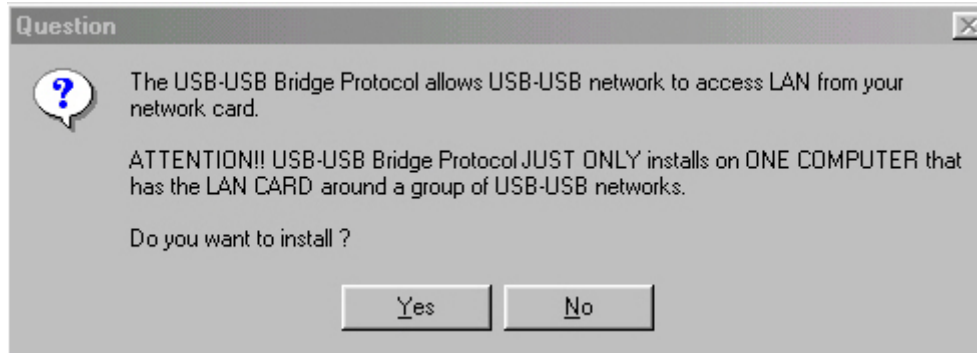 Question
The USB-USB Bridge Protocol allows USB-USB network to access LAN from your
network card.
ATTENTION!! USB-USB Bridge Protocol JUST ONLY installs on ONE COMPUTER that
has the LAN CARD around a group of USB-USB networks.
Do you want to install ?
Yes No